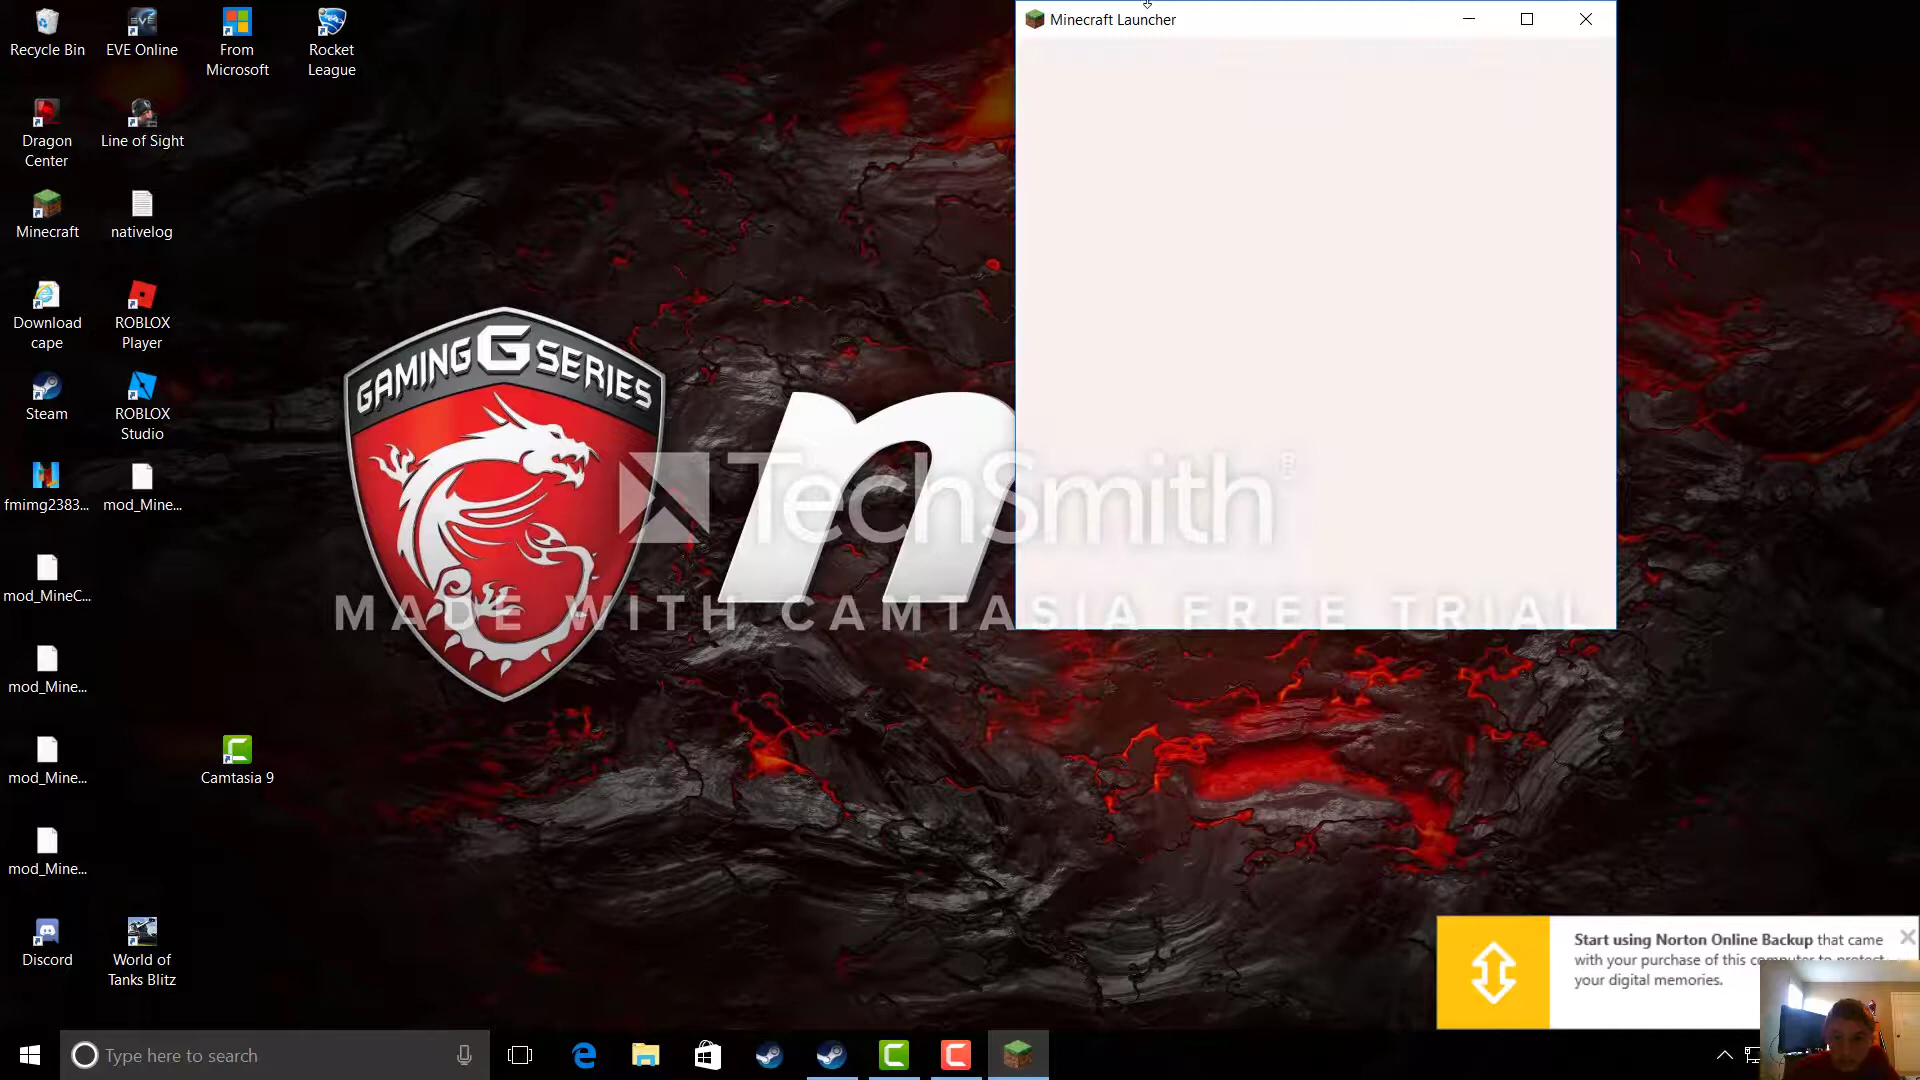 Recycle Bin
EVE Online
From
Microsoft
Rocket
League
Minecraft Launcher
Dragon
Center
Line of Sight
Minecraft
nativelog
Download
cape
ROBLOX
Player
Steam
ROBLOX
Studio
fmimg2383...
mod_Mine...
mod_MineC...
mod_Mine...
mod_Mine...
Camtasia 9
mod_Mine...
Discord
World of
Tanks Blitz
GAMING G SERIES
TechSmith®
MADE WITH CAMTASIA FREE TRIAL
Start using Norton Online Backup that came
with your purchase of this computer to protect
your digital memories.
Type here to search